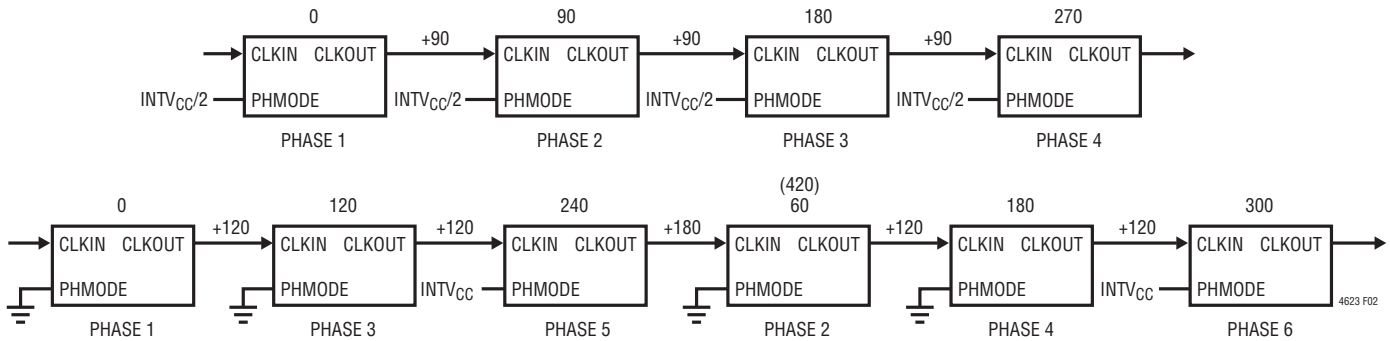 0 90 180 270
+90 +90 +90
CLKIN CLKOUT CLKIN CLKOUT CLKIN CLKOUT CLKIN CLKOUT
INTVCC/2 PHMODE INTVCC/2 PHMODE INTVCC/2 PHMODE INTVCC/2 PHMODE
PHASE 1 PHASE 2 PHASE 3 PHASE 4
(420)
0 120 240 60 180 300
+120 +120 +180 +120 +120
CLKIN CLKOUT CLKIN CLKOUT CLKIN CLKOUT CLKIN CLKOUT CLKIN CLKOUT CLKIN CLKOUT
PHMODE PHMODE INTVCC PHMODE PHMODE PHMODE INTVCC PHMODE
4623 F02
PHASE 1 PHASE 3 PHASE 5 PHASE 2 PHASE 4 PHASE 6